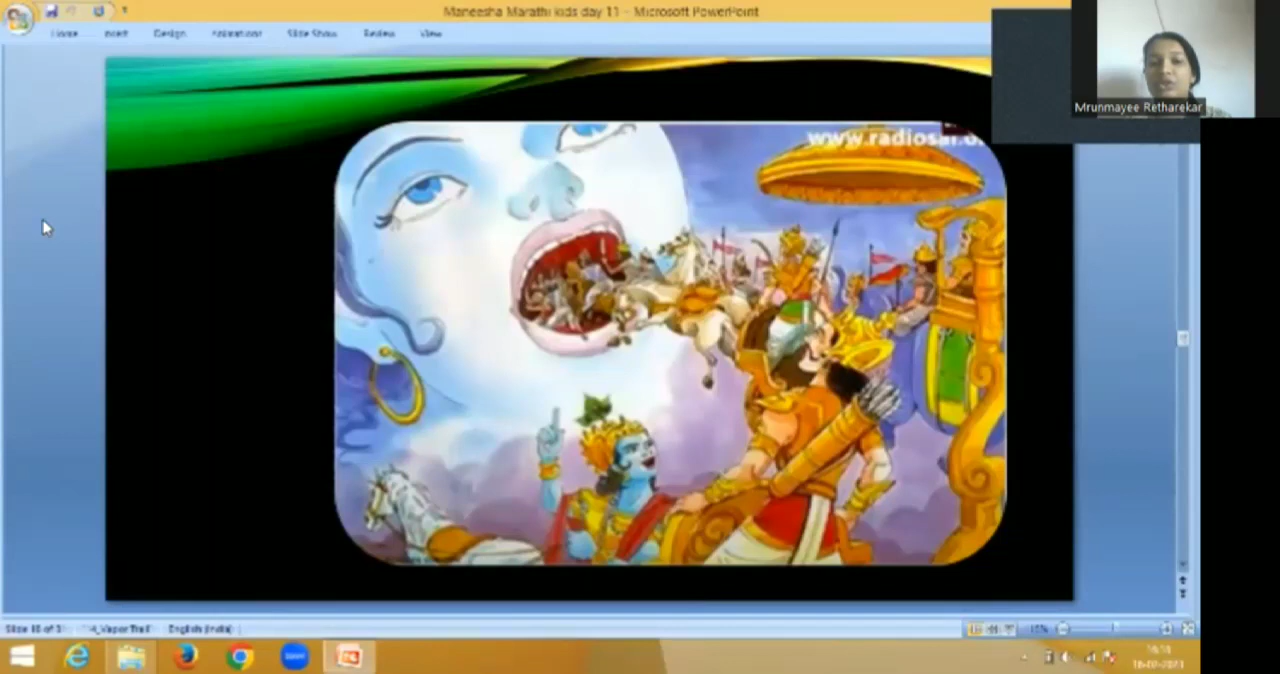 Maneesha Marathi kids day 11 - Microsoft PowerPoint
Home Insert Design Animations Slide Show Review View
Mrunmayee Retharekar
www.radiosai.o
English (India)